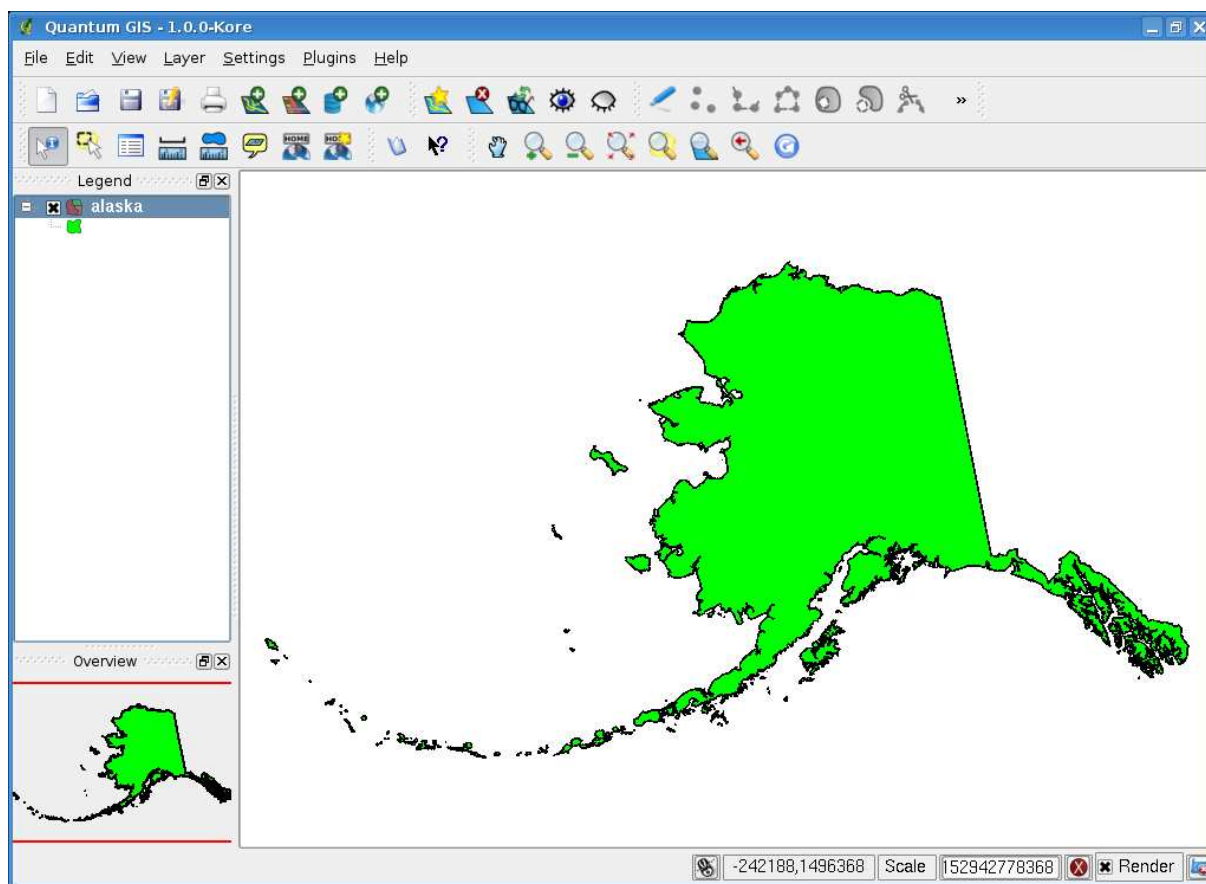 Quantum GIS - 1.0.0-Kore
File Edit View Layer Settings Plugins Help
»
HOME
Legend
alaska
Overview
-242188,1496368 Scale 152942778368 Render